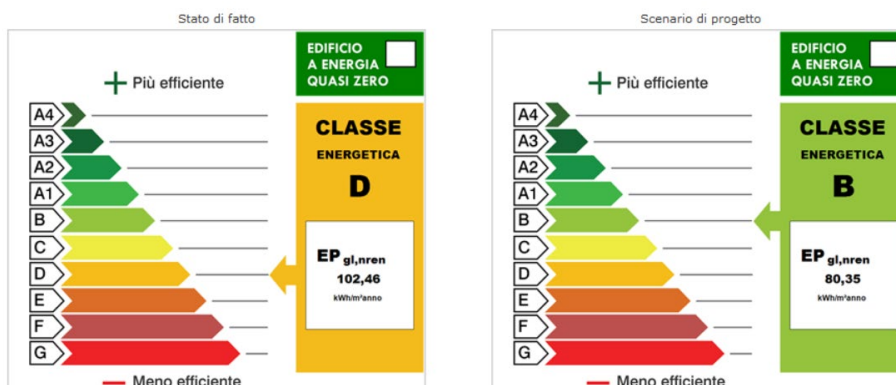 Stato di fatto
EDIFICIO
A ENERGIA
QUASI ZERO
Più efficiente
A4
A3
A2
A1
B
C
D
E
F
G
CLASSE
ENERGETICA
D
EP gl,nren
102,46
kWh/m²anno
Meno efficiente
Scenario di progetto
EDIFICIO
A ENERGIA
QUASI ZERO
Più efficiente
A4
A3
A2
A1
B
C
D
E
F
G
CLASSE
ENERGETICA
B
EP gl,nren
80,35
kWh/m²anno
Meno efficiente